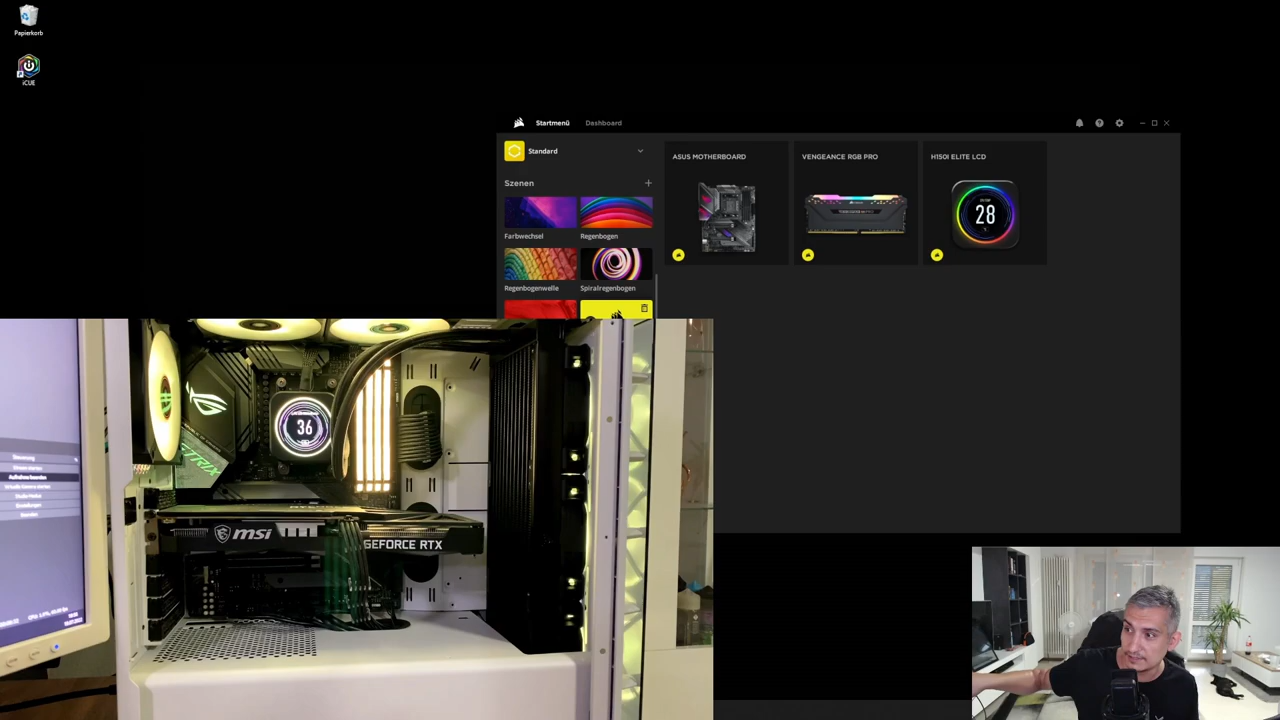 Papierkorb
iCUE
Startmenü
Dashboard
Standard
Szenen
Farbwechsel
Regenbogen
Regenbogenwelle
Spiralregenbogen
ASUS MOTHERBOARD
VENGEANCE RGB PRO
H150I ELITE LCD
28
36
msi
GEFORCE RTX